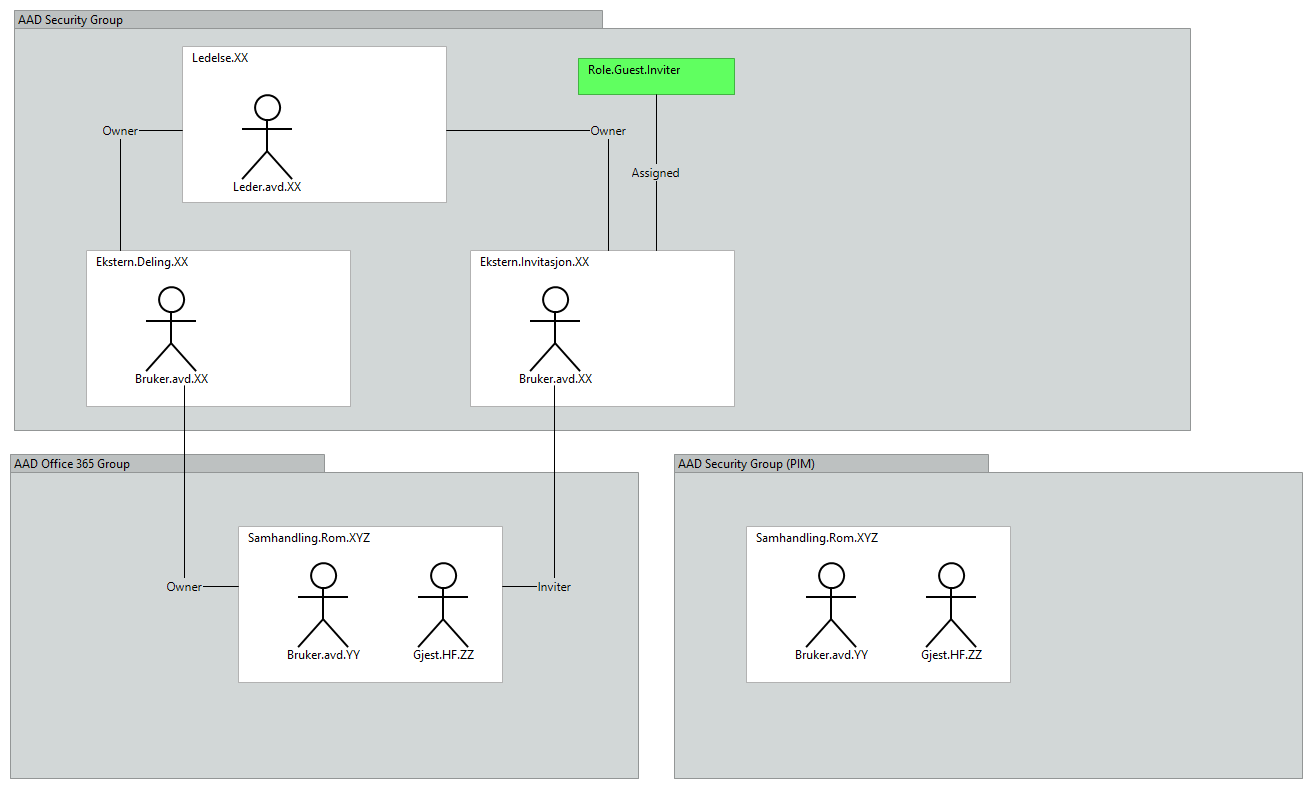 AAD Security Group
Ledelse.XX
Role.Guest.Inviter
Owner
Owner
Assigned
Leder.avd.XX
Ekstern.Deling.XX
Ekstern.Invitasjon.XX
Bruker.avd.XX
Bruker.avd.XX
AAD Office 365 Group
AAD Security Group (PIM)
Samhandling.Rom.XYZ
Samhandling.Rom.XYZ
Owner
Inviter
Bruker.avd.YY
Gjest.HF.ZZ
Bruker.avd.YY
Gjest.HF.ZZ